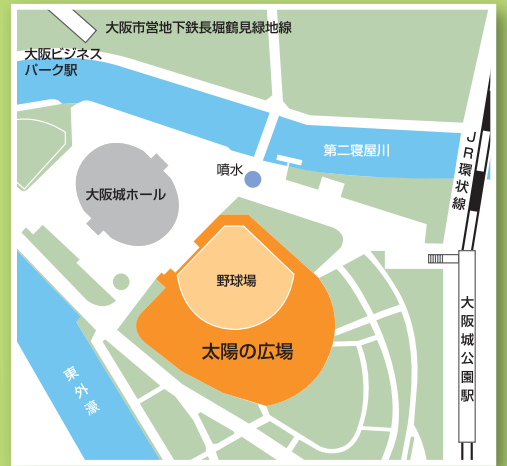 大阪市営地下鉄長堀鶴見緑地線
大阪ビジネス
パーク駅
第二寝屋川
JR環状線
噴水
大阪城ホール
野球場
太陽の広場
大阪城公園駅
東外濠